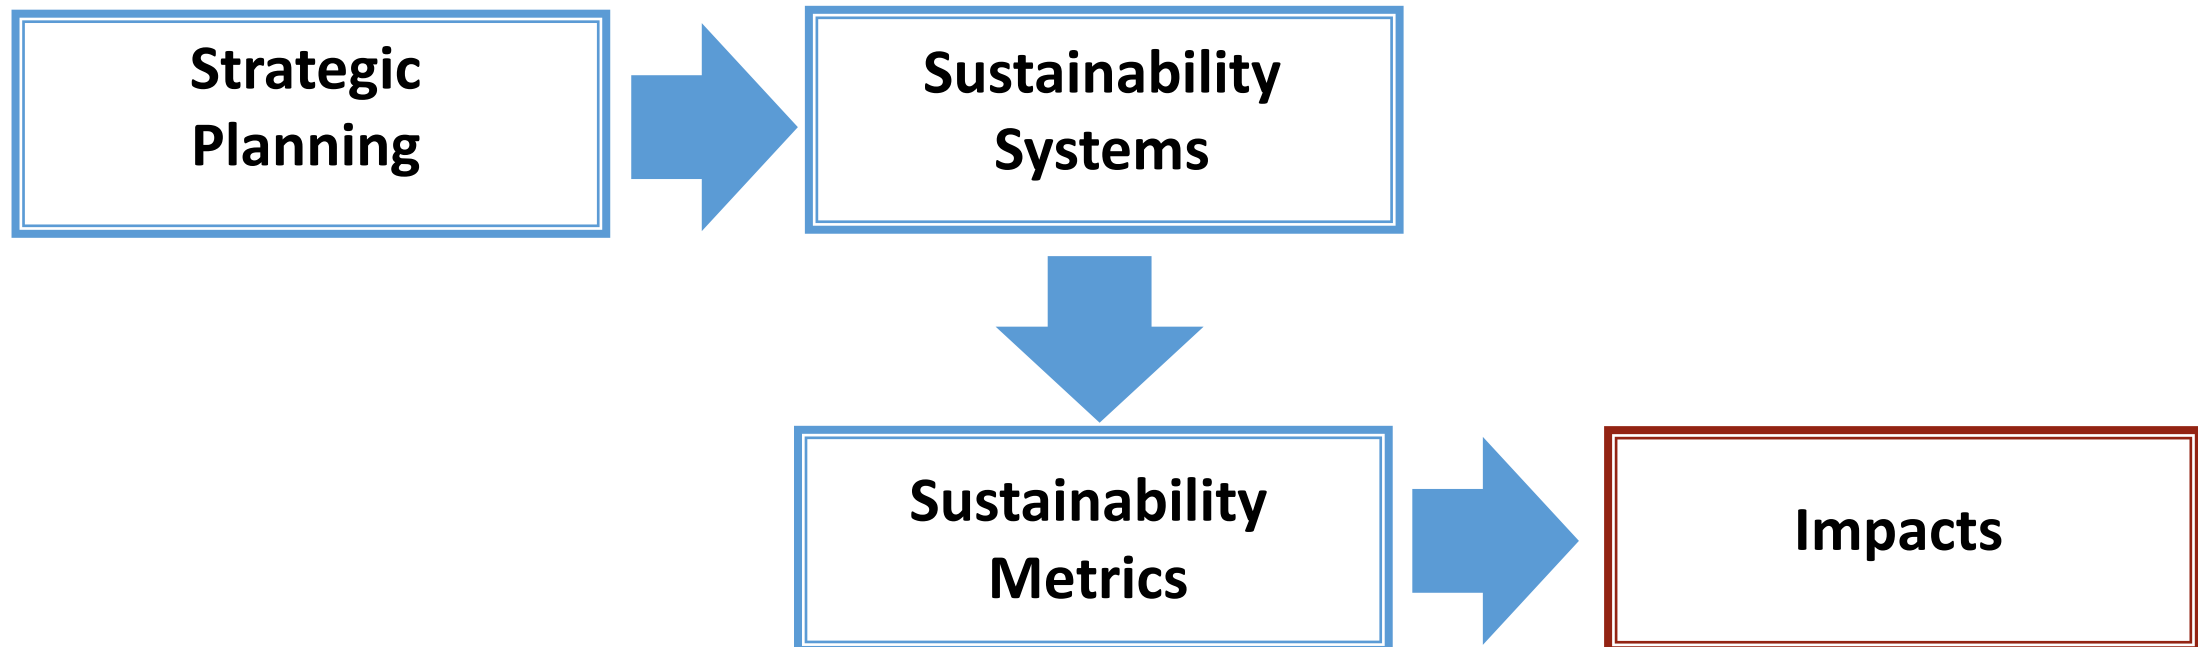 Strategic
Planning
Sustainability
Systems
Sustainability
Metrics
Impacts